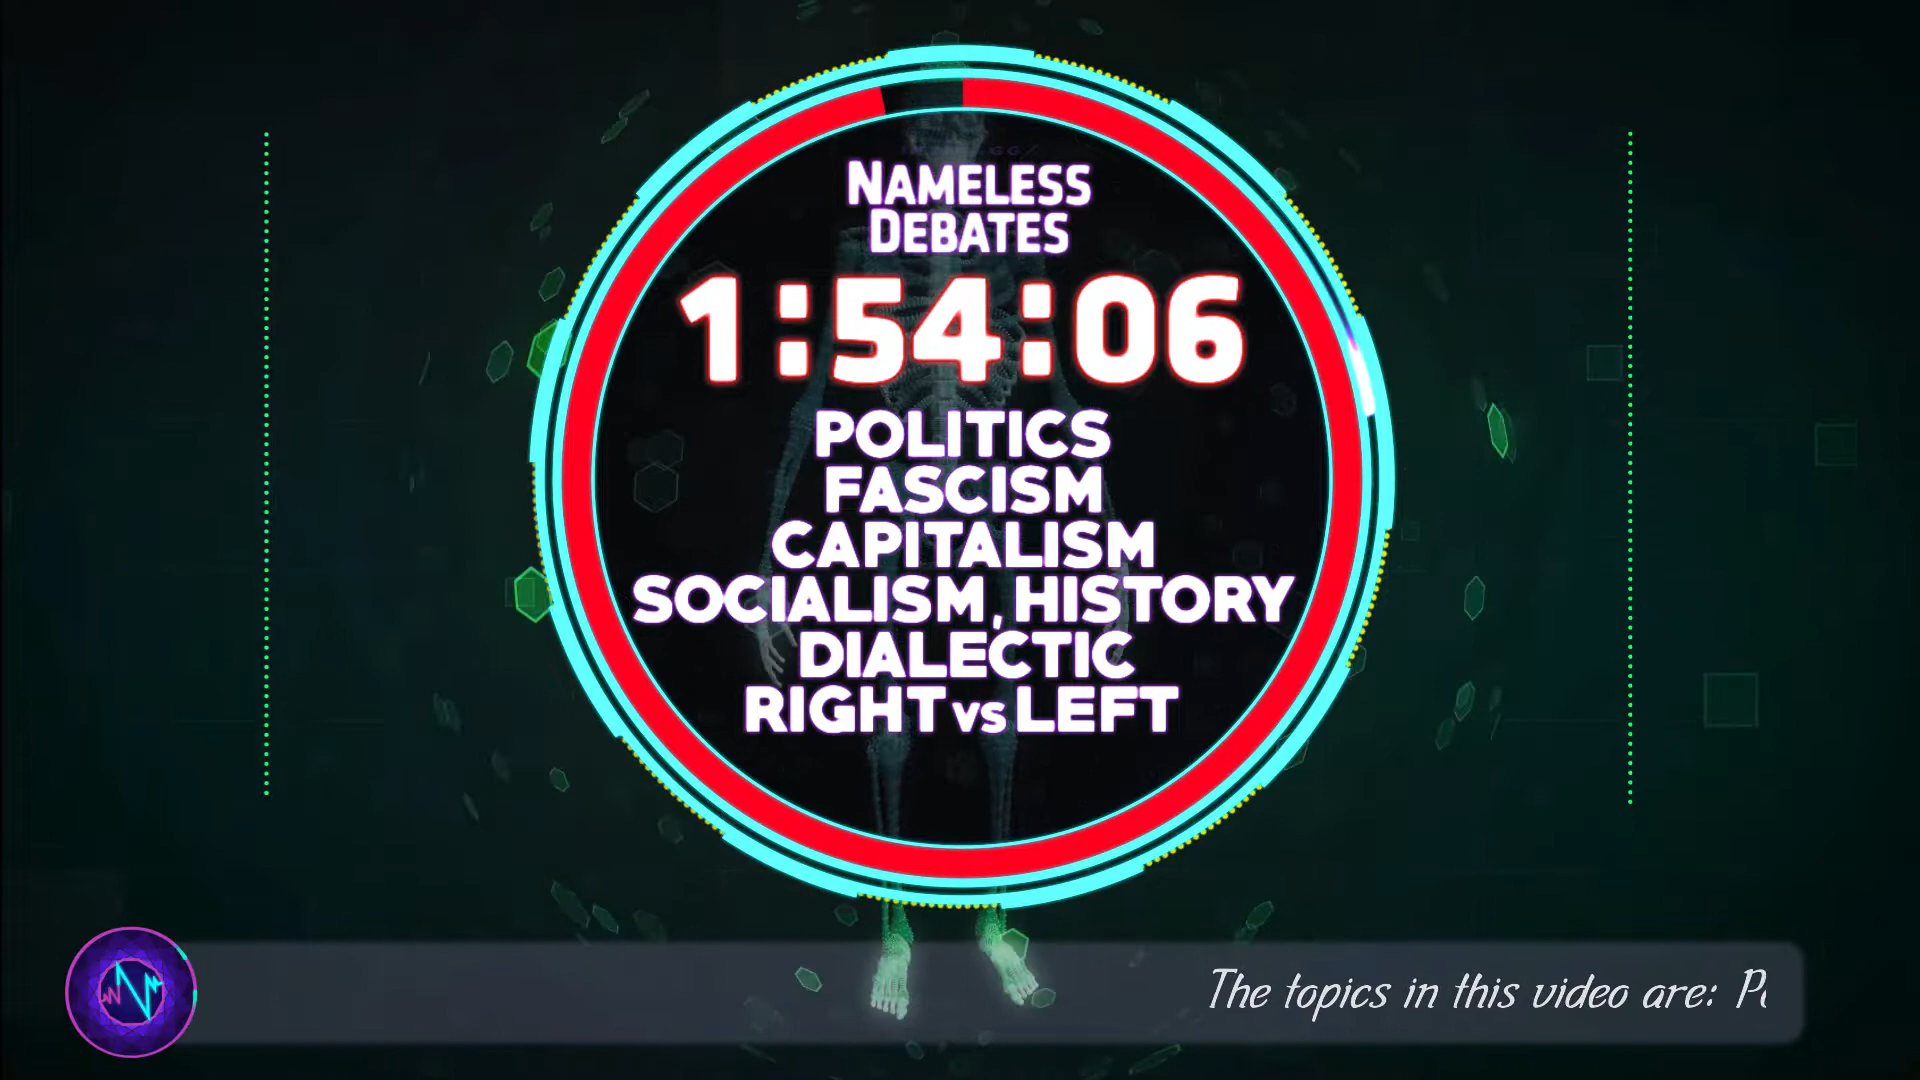 NAMELESS
DEBATES
1:54:06
POLITICS
FASCISM
CAPITALISM
SOCIALISM, HISTORY
DIALECTIC
RIGHT vs LEFT
The topics in this video are: